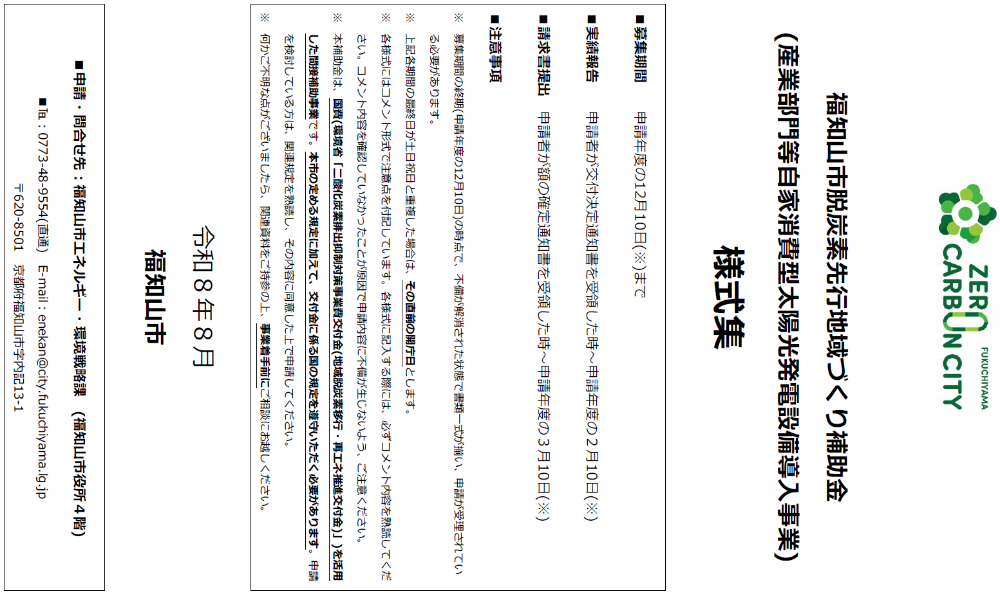 ZERO
CARBON CITY
FUKUCHIYAMA
福知山市脱炭素先行地域づくり補助金
（産業部門等自家消費型太陽光発電設備導入事業）
様式集
■募集期間　申請年度の12月10日(※)まで
■実績報告　申請者が交付決定通知書を受領した時～申請年度の２月10日(※)
■請求書提出　申請者が額の確定通知書を受領した時～申請年度の３月10日(※)
■注意事項
※　募集期間の終期(申請年度の12月10日)の時点で、不備が解消された状態で書類一式が揃い、申請が受理されてい
る必要があります。
※　上記各期間の最終日が土日祝日と重複した場合は、その直前の開庁日とします。
※　各様式にはコメント形式で注意点を付記しています。各様式に記入する際には、必ずコメント内容を熟読してくだ
さい。コメント内容を確認していなかったことが原因で申請内容に不備が生じないよう、ご注意ください。
※　本補助金は、国費(環境省「二酸化炭素排出抑制対策事業費交付金(地域脱炭素移行・再エネ推進交付金)」)を活用
した間接補助事業です。本市の定める規定に加えて、交付金に係る国の規定を遵守いただく必要があります。申請
を検討している方は、関連規定を熟読し、その内容に同意した上で申請してください。
※　何かご不明な点がございましたら、関連資料をご持参の上、事業着手前にご相談にお越しください。
令和８年８月
福知山市
■申請・問合せ先：福知山市エネルギー・環境戦略課　（福知山市役所４階）
■℡：0773-48-9554(直通)　E-mail：enekan@city.fukuchiyama.lg.jp
〒620-8501　京都府福知山市字内記13-1